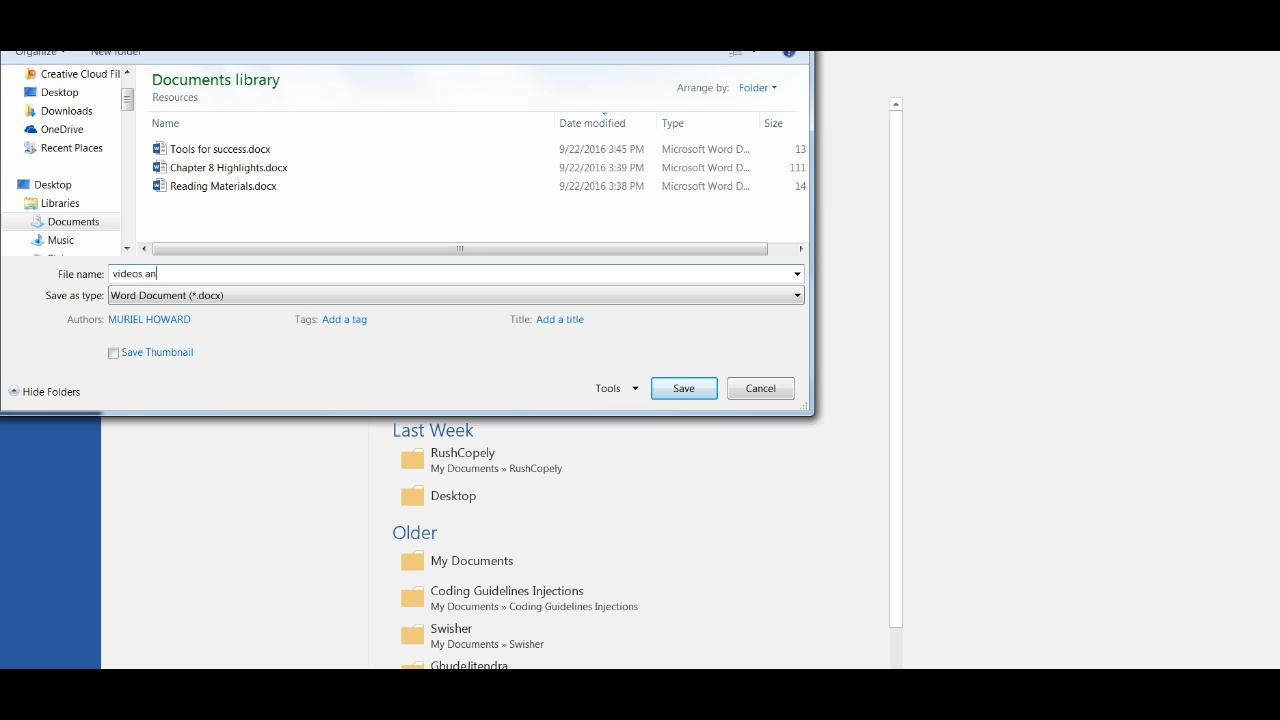 Organize New folder
Creative Cloud Fil
Desktop
Downloads
OneDrive
Recent Places
Desktop
Libraries
Documents
Music
Documents library
Resources
Arrange by: Folder
Name Date modified Type Size
Tools for success.docx 9/22/2016 3:45 PM Microsoft Word D... 13
Chapter 8 Highlights.docx 9/22/2016 3:39 PM Microsoft Word D... 111
Reading Materials.docx 9/22/2016 3:38 PM Microsoft Word D... 14
File name: videos an
Save as type: Word Document (*.docx)
Authors: MURIEL HOWARD Tags: Add a tag Title: Add a title
Save Thumbnail
Hide Folders Tools Save Cancel
Last Week
RushCopely
My Documents » RushCopely
Desktop
Older
My Documents
Coding Guidelines Injections
My Documents » Coding Guidelines Injections
Swisher
My Documents » Swisher
GhudeJitendra